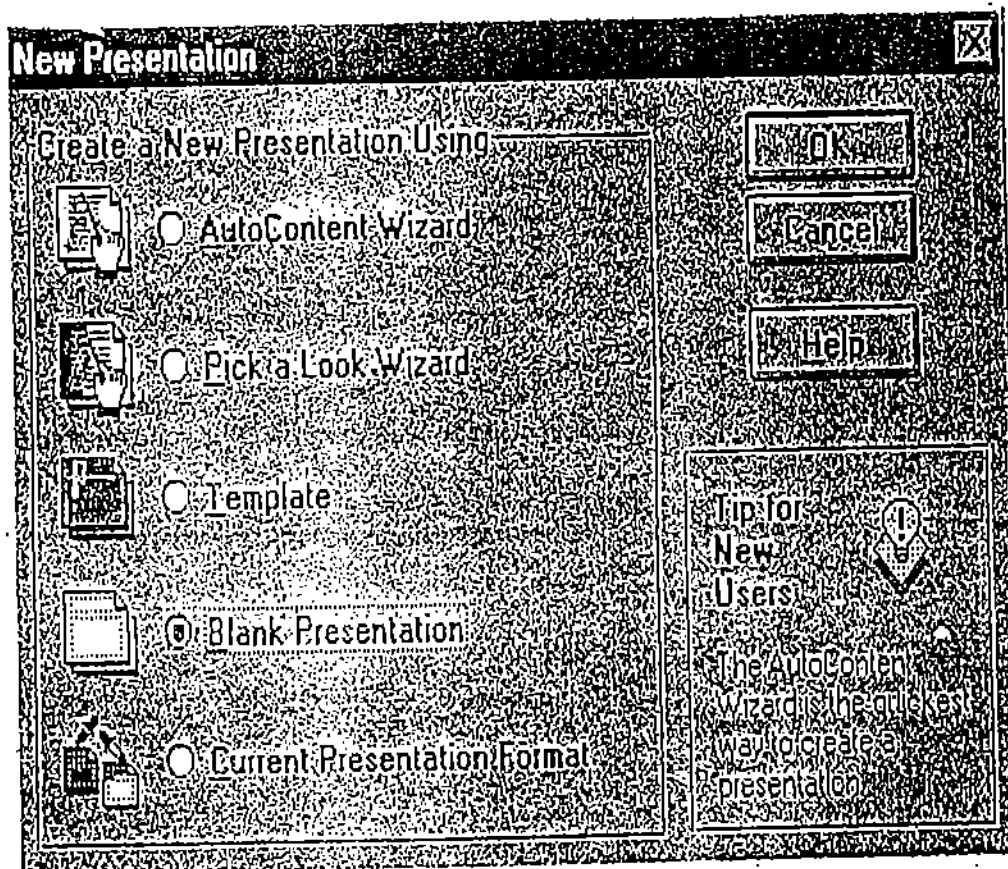 New Presentation
Create a New Presentation Using
AutoContent Wizard
Pick a Look Wizard
Template
Blank Presentation
Current Presentation Format
OK
Cancel
Help
Tip for
New
Users
The AutoConten
Wizard is the quickest
way to create a
presentation.